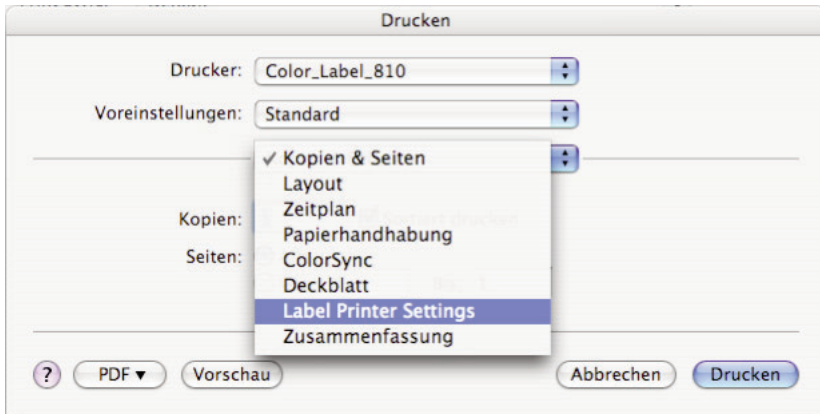 Drucken
Drucker: Color_Label_810
Voreinstellungen: Standard
✓ Kopien & Seiten
Layout
Zeitplan
Kopien:
Papierhandhabung
Seiten:
ColorSync
Deckblatt
Label Printer Settings
Zusammenfassung
? PDF ▼ Vorschau Abbrechen Drucken